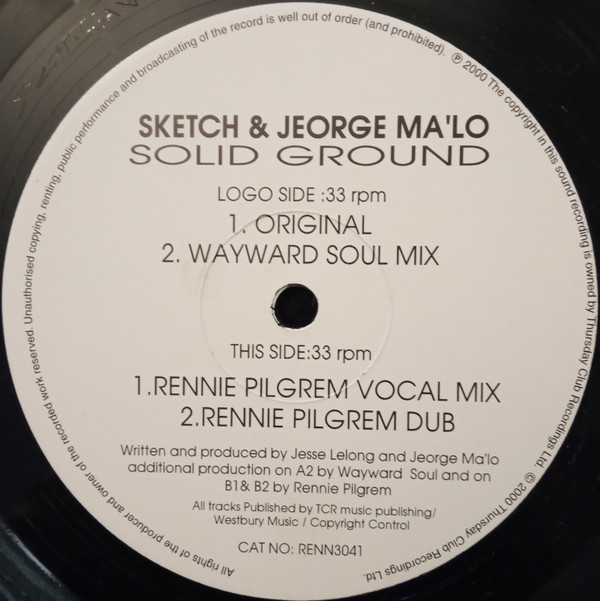 SKETCH & JEORGE MA'LO
SOLID GROUND
LOGO SIDE :33 rpm
1. ORIGINAL
2. WAYWARD SOUL MIX
THIS SIDE:33 rpm
1.RENNIE PILGREM VOCAL MIX
2.RENNIE PILGREM DUB
Written and produced by Jesse Lelong and Jeorge Ma'lo
additional production on A2 by Wayward Soul and on
B1& B2 by Rennie Pilgrem
All tracks Published by TCR music publishing/
Westbury Music / Copyright Control
CAT NO: RENN3041
All rights of the producer and owner of the recorded work reserved. Unauthorised copying, renting, public performance and broadcasting of the record is well out of order (and prohibited). ℗ 2000 The copyright in this sound recording is owned by Thursday Club Recordings Ltd. © 2000 Thursday Club Recordings Ltd.